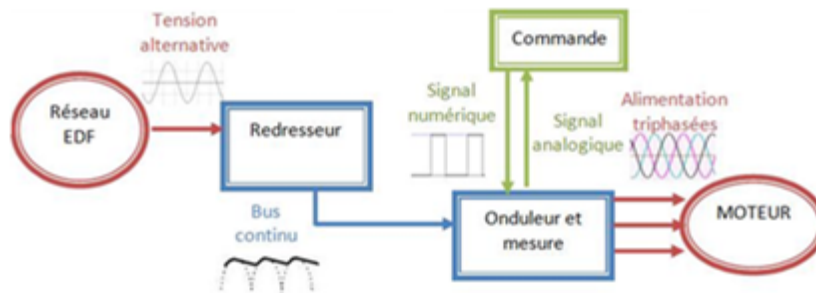 Tension
alternative
Commande
Réseau
EDF
Redresseur
Signal
numérique
Signal
analogique
Alimentation
triphasées
Bus
continu
Onduleur et
mesure
MOTEUR